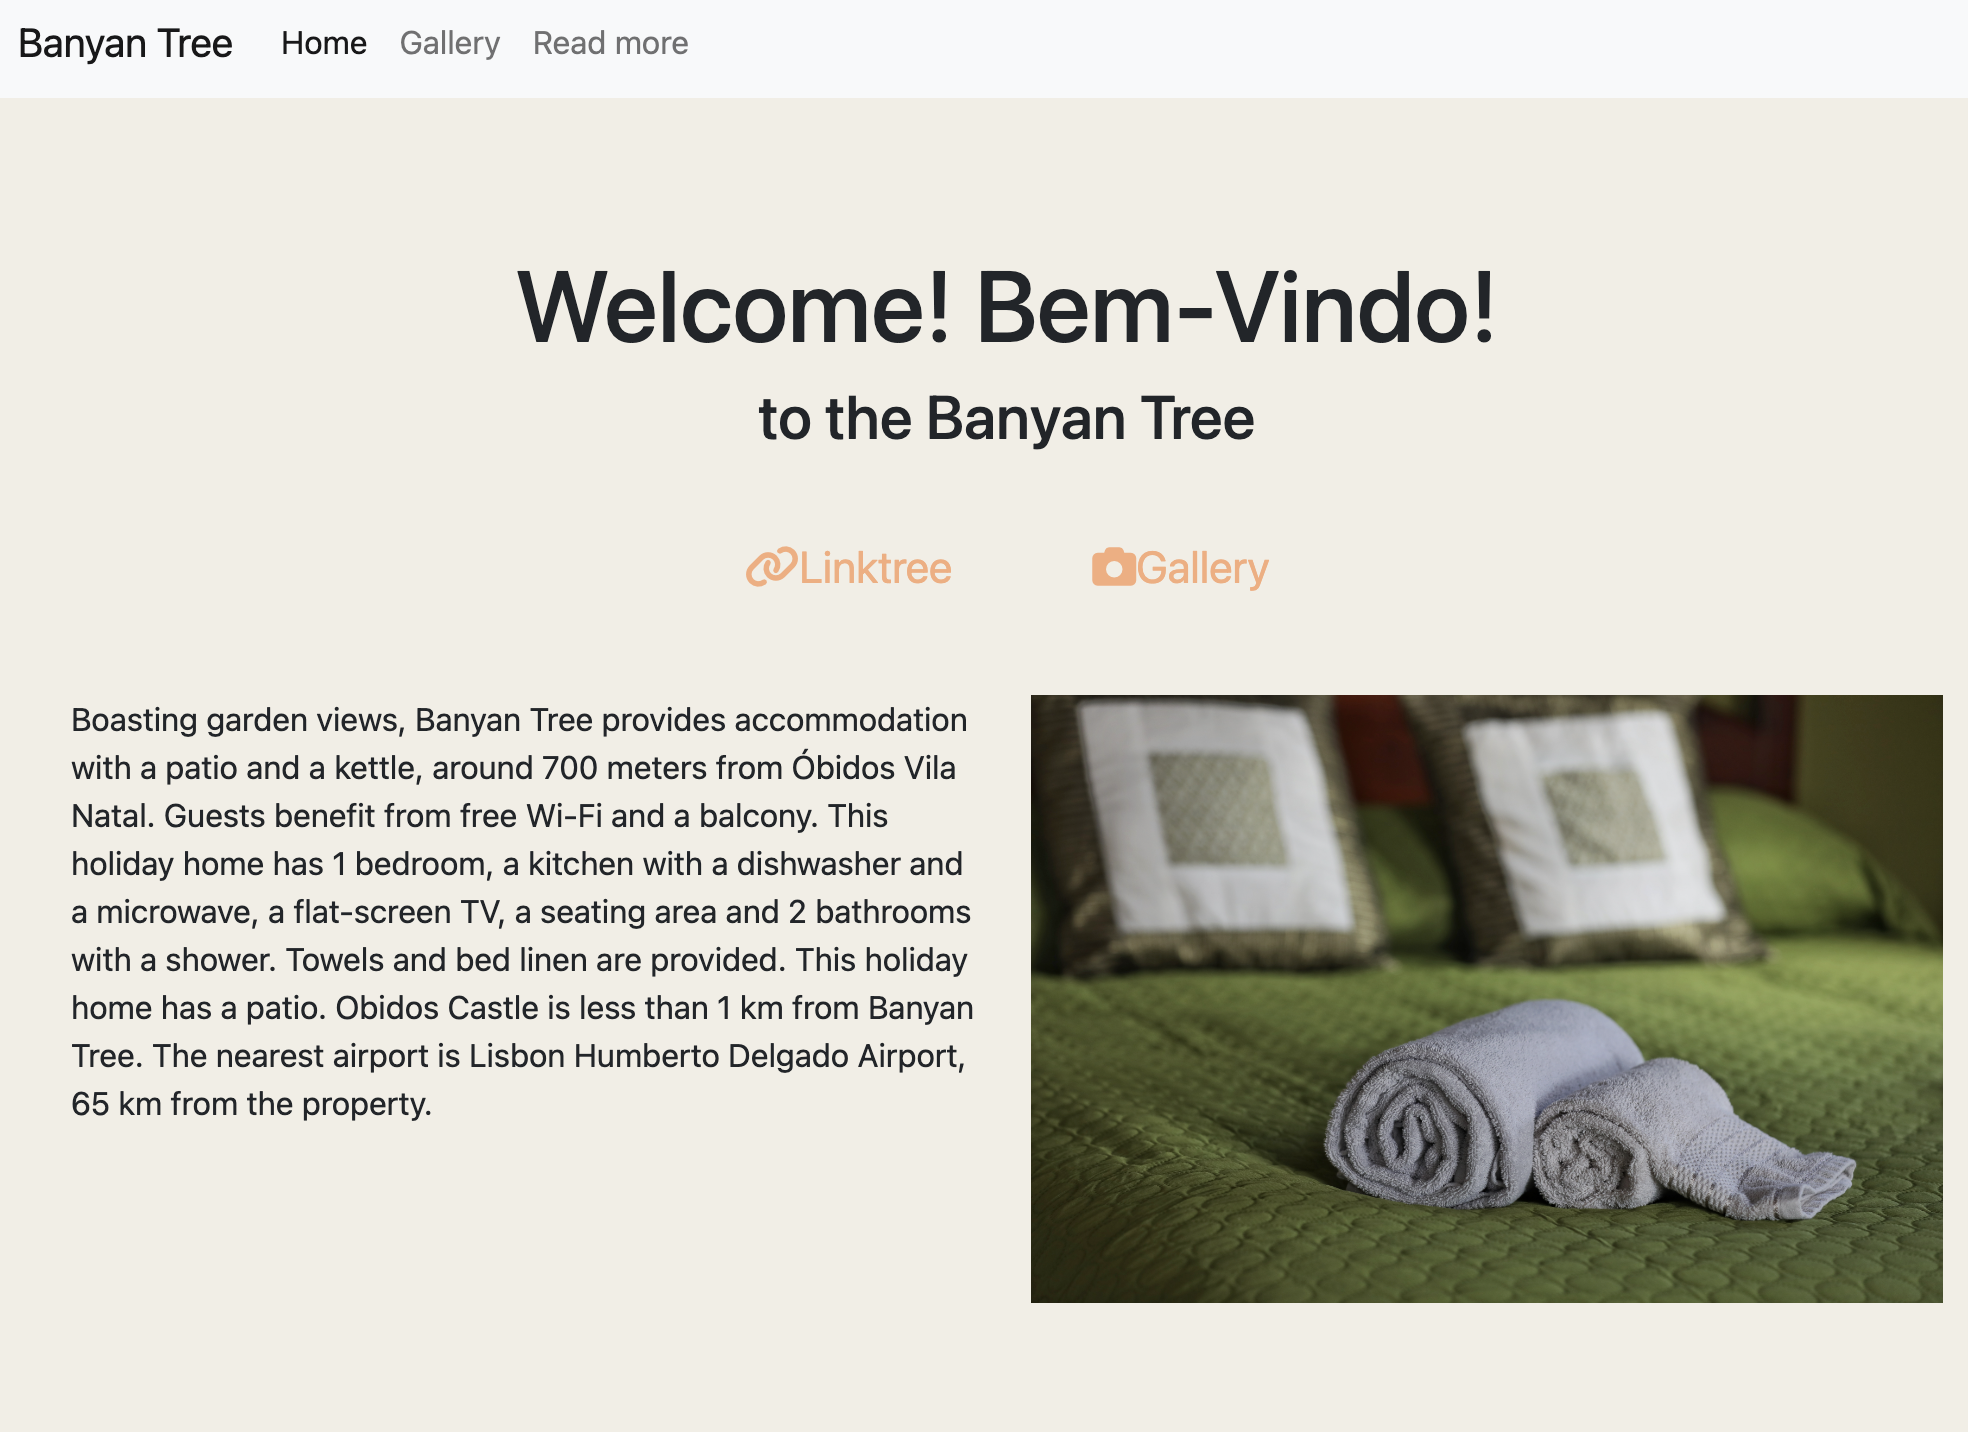 Banyan Tree Home Gallery Read more
Welcome! Bem-Vindo!
to the Banyan Tree
Linktree Gallery
Boasting garden views, Banyan Tree provides accommodation
with a patio and a kettle, around 700 meters from Óbidos Vila
Natal. Guests benefit from free Wi-Fi and a balcony. This
holiday home has 1 bedroom, a kitchen with a dishwasher and
a microwave, a flat-screen TV, a seating area and 2 bathrooms
with a shower. Towels and bed linen are provided. This holiday
home has a patio. Obidos Castle is less than 1 km from Banyan
Tree. The nearest airport is Lisbon Humberto Delgado Airport,
65 km from the property.